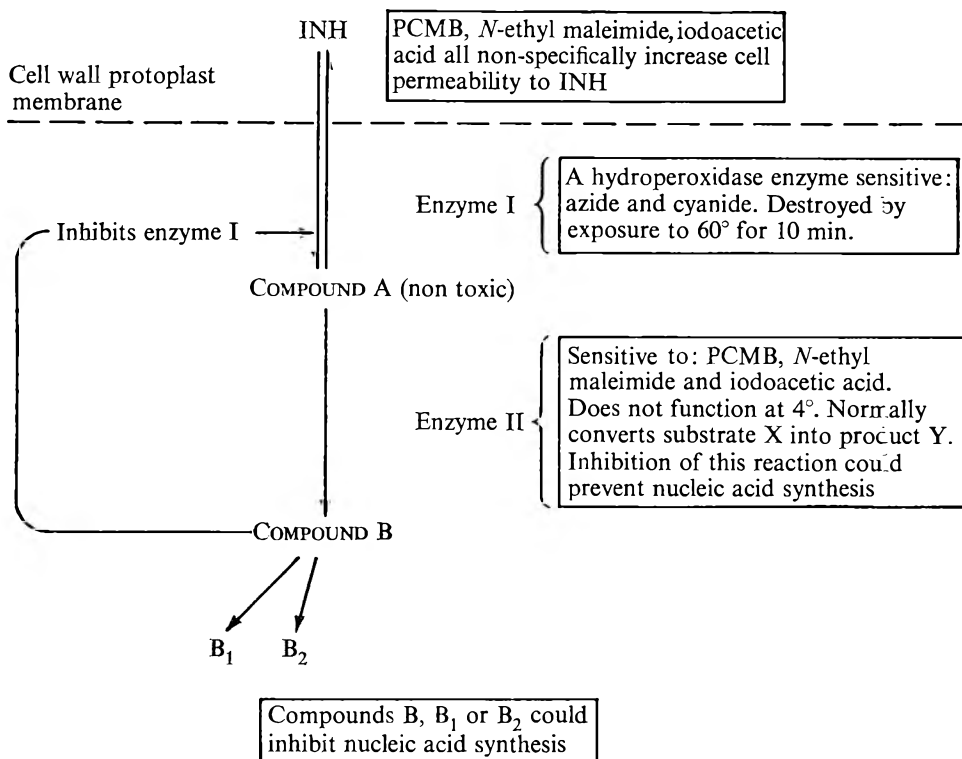 INH
PCMB, N-ethyl maleimide, iodoacetic
acid all non-specifically increase cell
permeability to INH
Cell wall protoplast
membrane
Enzyme I
A hydroperoxidase enzyme sensitive:
azide and cyanide. Destroyed by
exposure to 60° for 10 min.
Inhibits enzyme I
COMPOUND A (non toxic)
Enzyme II
Sensitive to: PCMB, N-ethyl
maleimide and iodoacetic acid.
Does not function at 4°. Normally
converts substrate X into product Y.
Inhibition of this reaction could
prevent nucleic acid synthesis
COMPOUND B
B₁ B₂
Compounds B, B₁ or B₂ could
inhibit nucleic acid synthesis